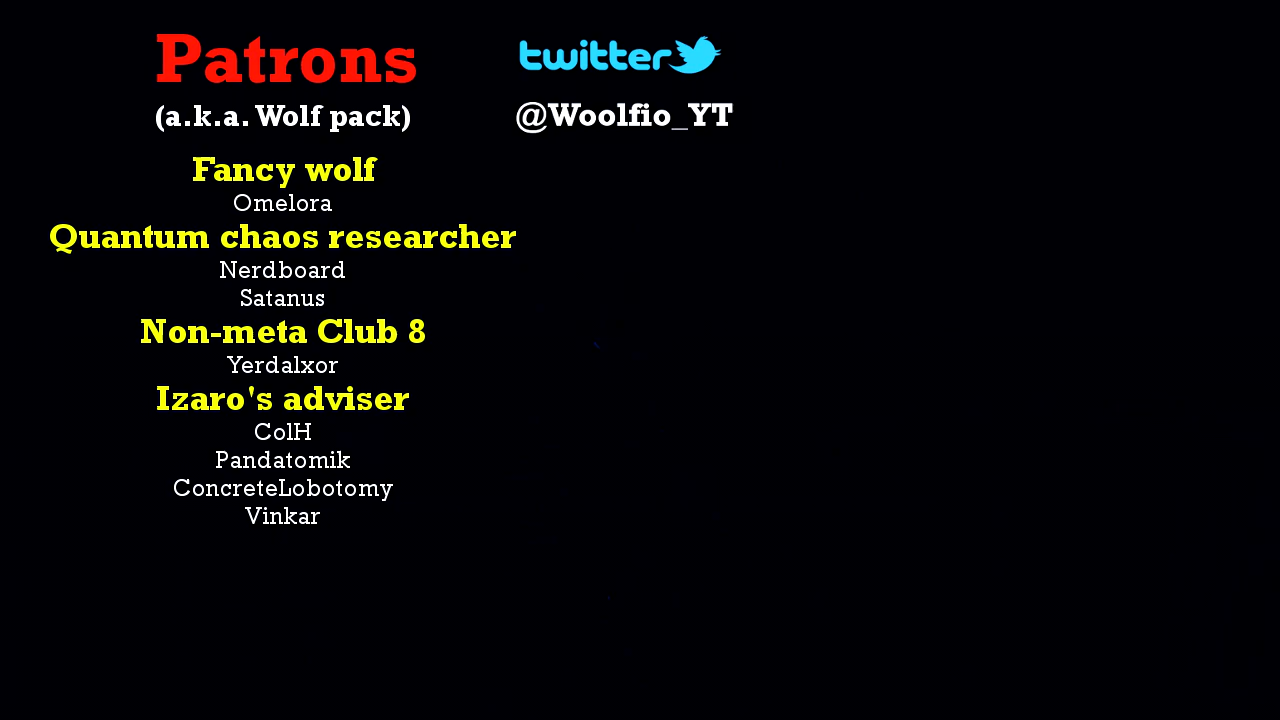 Patrons
(a.k.a. Wolf pack)
Fancy wolf
Omelora
Quantum chaos researcher
Nerdboard
Satanus
Non-meta Club 8
Yerdalxor
Izaro's adviser
ColH
Pandatomik
ConcreteLobotomy
Vinkar
twitter
@Woolfio_YT